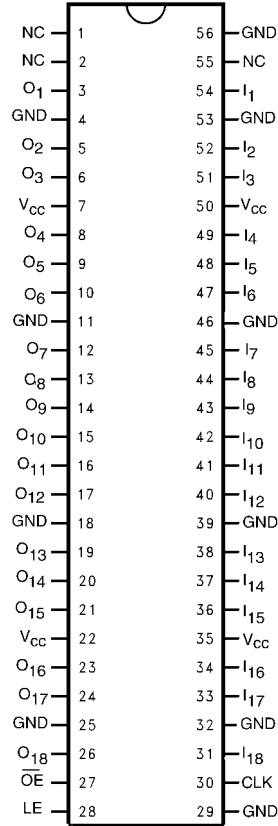 NC 1 56 GND
NC 2 55 NC
O1 3 54 I1
GND 4 53 GND
O2 5 52 I2
O3 6 51 I3
VCC 7 50 VCC
O4 8 49 I4
O5 9 48 I5
O6 10 47 I6
GND 11 46 GND
O7 12 45 I7
O8 13 44 I8
O9 14 43 I9
O10 15 42 I10
O11 16 41 I11
O12 17 40 I12
GND 18 39 GND
O13 19 38 I13
O14 20 37 I14
O15 21 36 I15
VCC 22 35 VCC
O16 23 34 I16
O17 24 33 I17
GND 25 32 GND
O18 26 31 I18
O̅E̅ 27 30 CLK
LE 28 29 GND